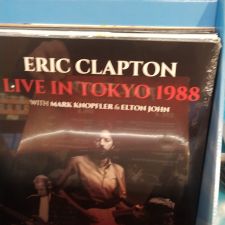 ERIC CLAPTON
LIVE IN TOKYO 1988
WITH MARK KNOPFLER & ELTON JOHN